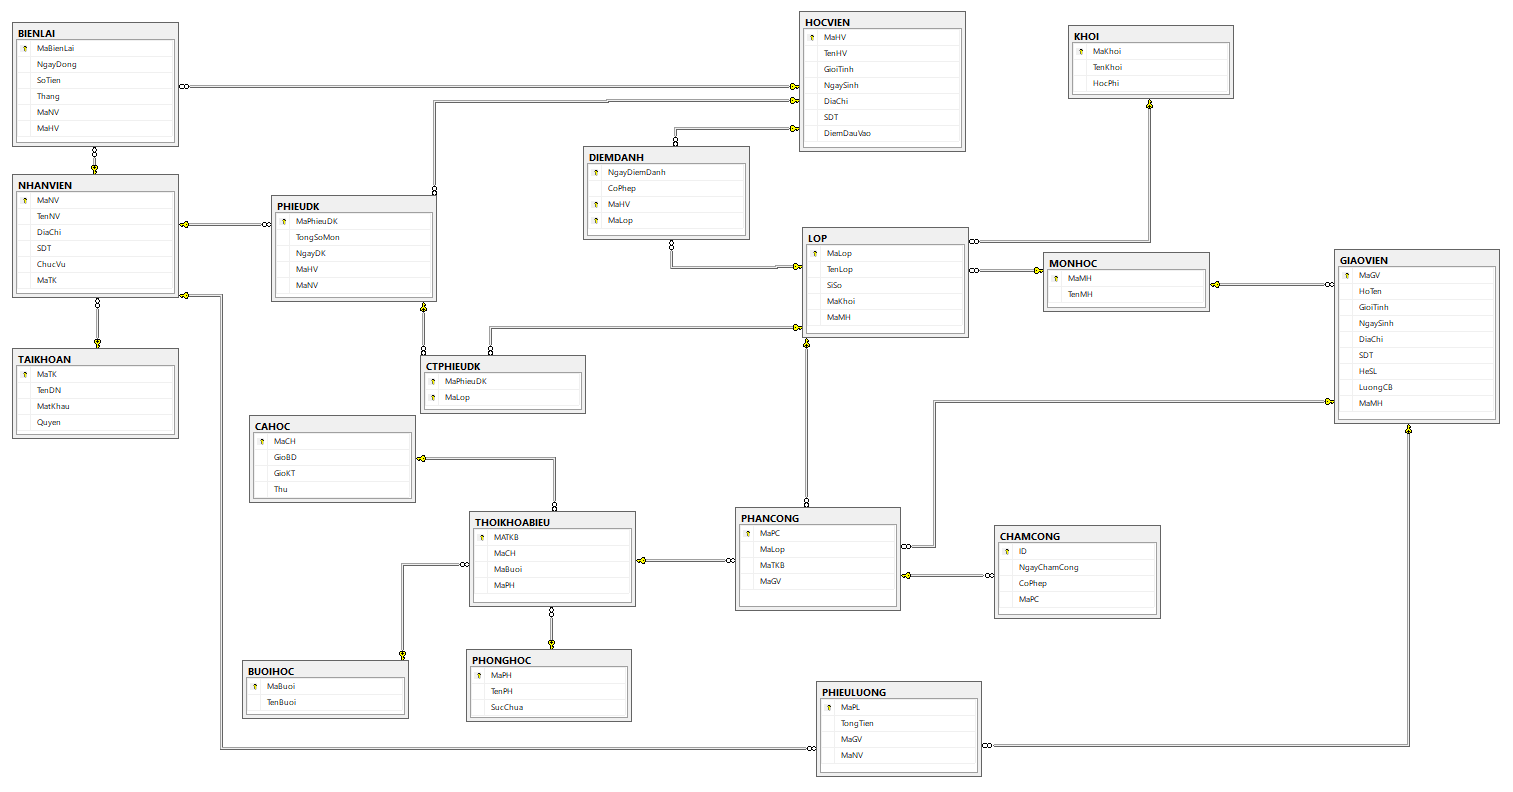 BIENLAI
MaBienLai
NgayDong
SoTien
Thang
MaNV
MaHV
HOCVIEN
MaHV
TenHV
GioiTinh
NgaySinh
DiaChi
SDT
DiemDauVao
KHOI
MaKhoi
TenKhoi
HocPhi
NHANVIEN
MaNV
TenNV
DiaChi
SDT
ChucVu
MaTK
PHIEUDK
MaPhieuDK
TongSoMon
NgayDK
MaHV
MaNV
DIEMDANH
NgayDiemDanh
CoPhep
MaHV
MaLop
LOP
MaLop
TenLop
SiSo
MaKhoi
MaMH
MONHOC
MaMH
TenMH
GIAOVIEN
MaGV
HoTen
GioiTinh
NgaySinh
DiaChi
SDT
HeSL
LuongCB
MaMH
TAIKHOAN
MaTK
TenDN
MatKhau
Quyen
CTPHIEUDK
MaPhieuDK
MaLop
CAHOC
MaCH
GioBD
GioKT
Thu
THOIKHOABIEU
MATKB
MaCH
MaBuoi
MaPH
PHANCONG
MaPC
MaLop
MaTKB
MaGV
CHAMCONG
ID
NgayChamCong
CoPhep
MaPC
BUOIHOC
MaBuoi
TenBuoi
PHONGHOC
MaPH
TenPH
SucChua
PHIEULUONG
MaPL
TongTien
MaGV
MaNV